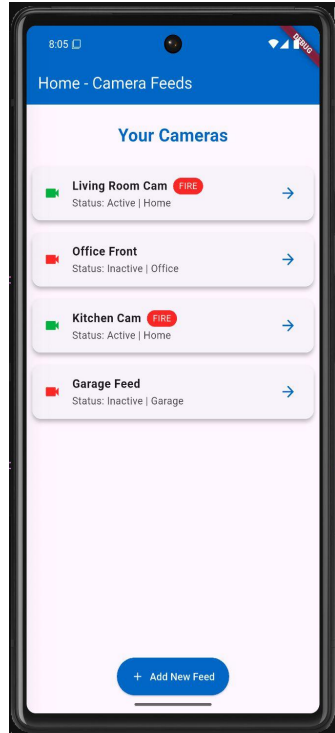 8:05
DEBUG
Home - Camera Feeds
Your Cameras
Living Room Cam FIRE
Status: Active | Home
Office Front
Status: Inactive | Office
Kitchen Cam FIRE
Status: Active | Home
Garage Feed
Status: Inactive | Garage
+ Add New Feed